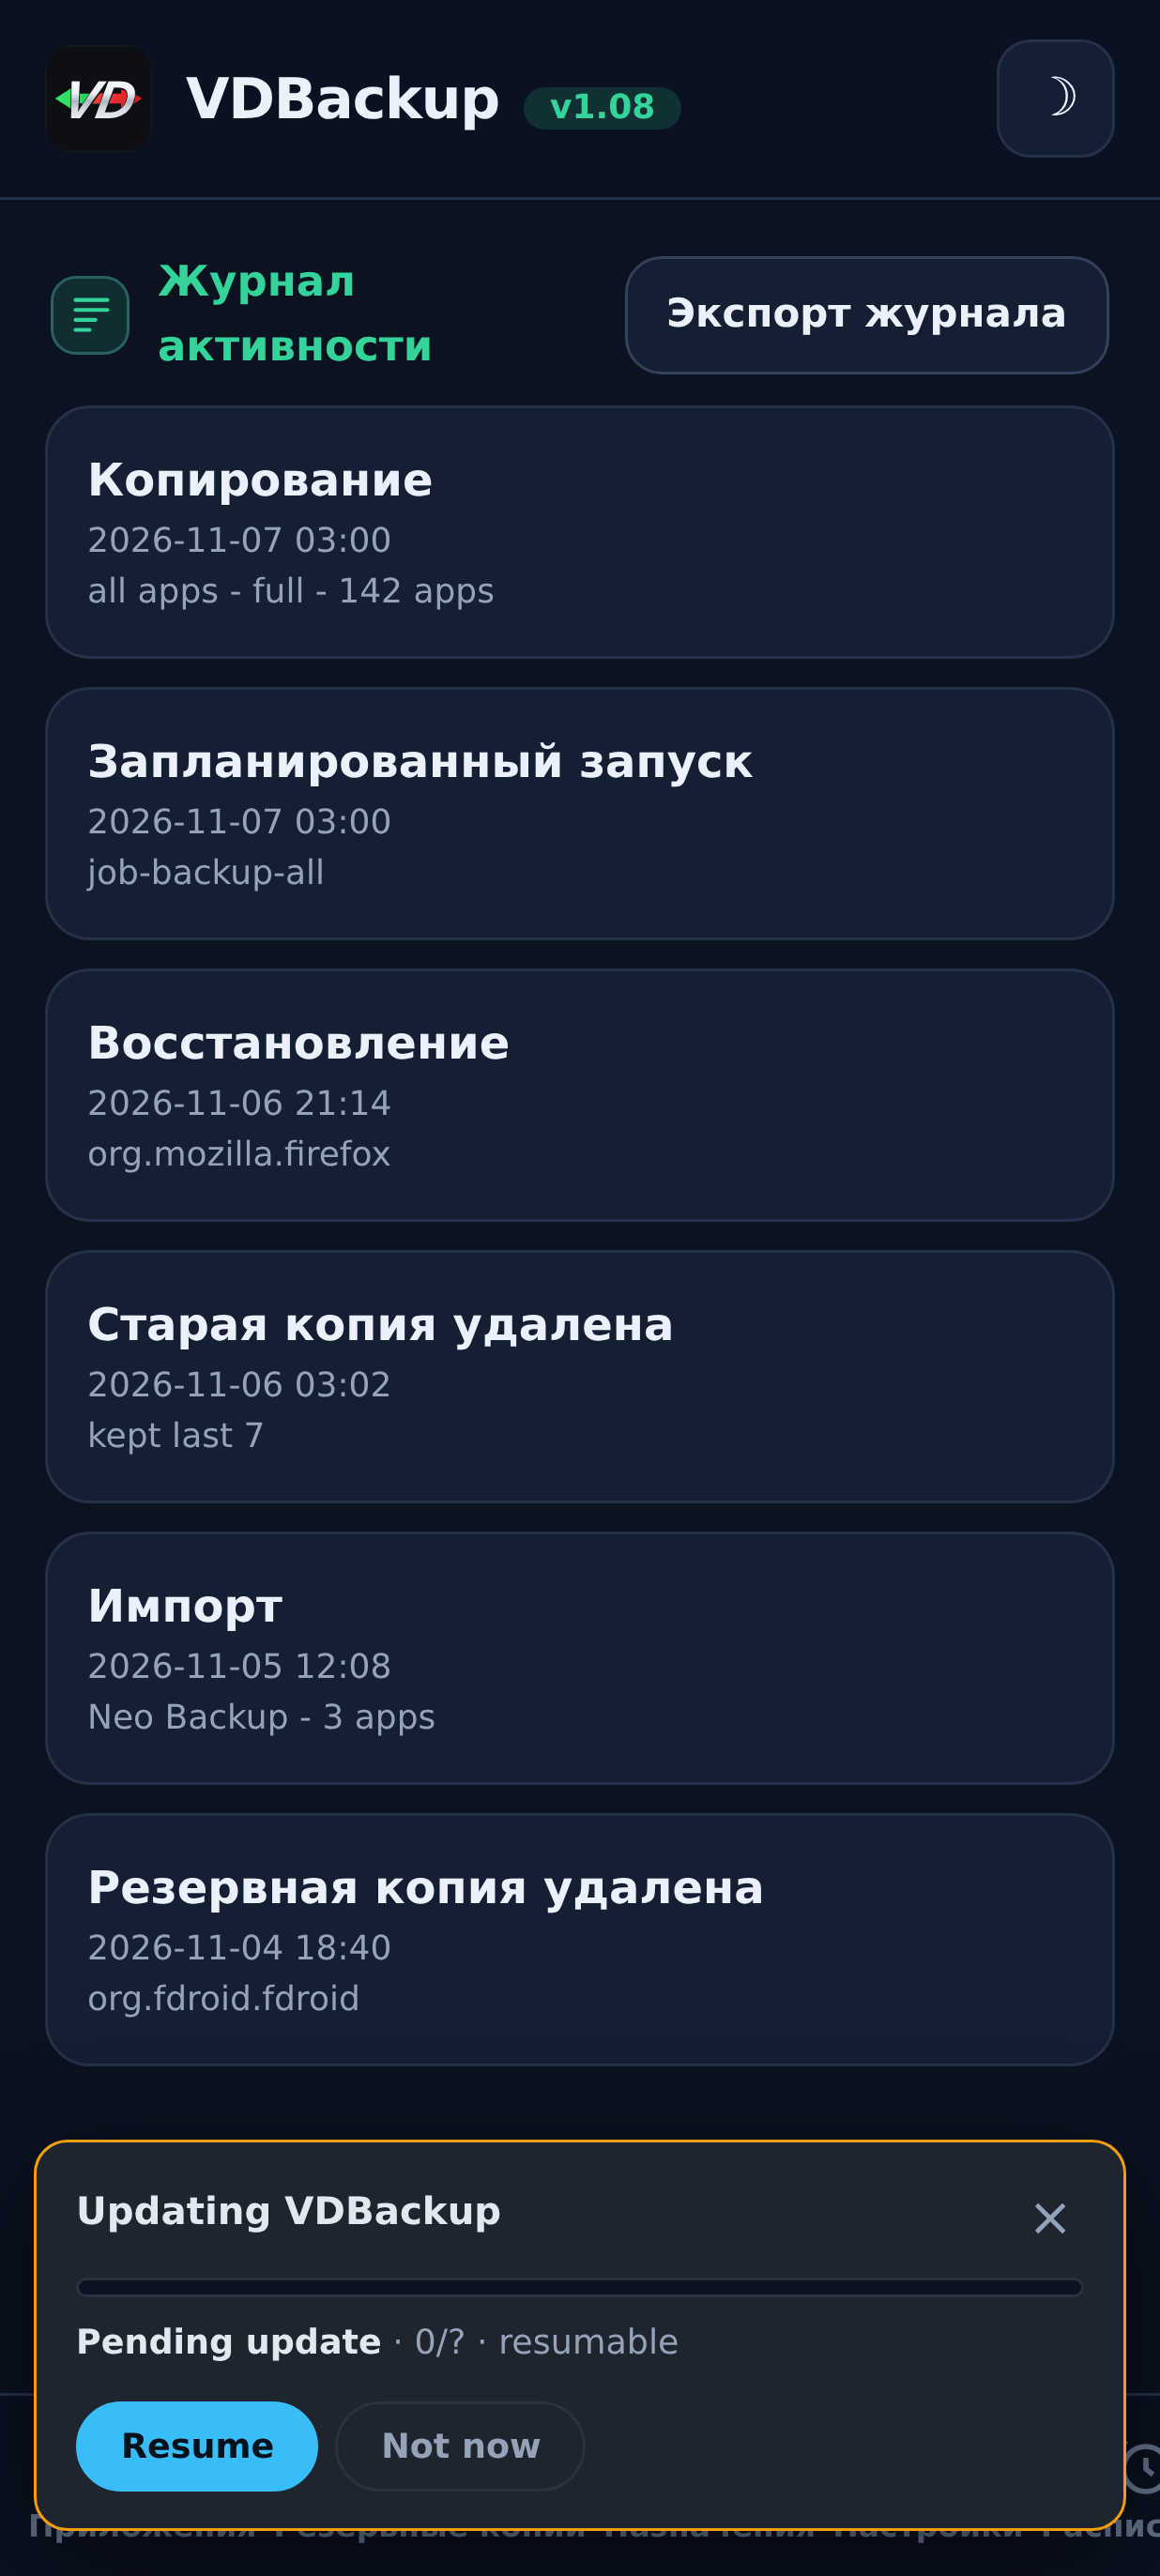 VD
VDBackup v1.08
☽
Журнал
активности
Экспорт журнала
Копирование
2026-11-07 03:00
all apps - full - 142 apps
Запланированный запуск
2026-11-07 03:00
job-backup-all
Восстановление
2026-11-06 21:14
org.mozilla.firefox
Старая копия удалена
2026-11-06 03:02
kept last 7
Импорт
2026-11-05 12:08
Neo Backup - 3 apps
Резервная копия удалена
2026-11-04 18:40
org.fdroid.fdroid
Updating VDBackup
×
Pending update · 0/? · resumable
Resume
Not now